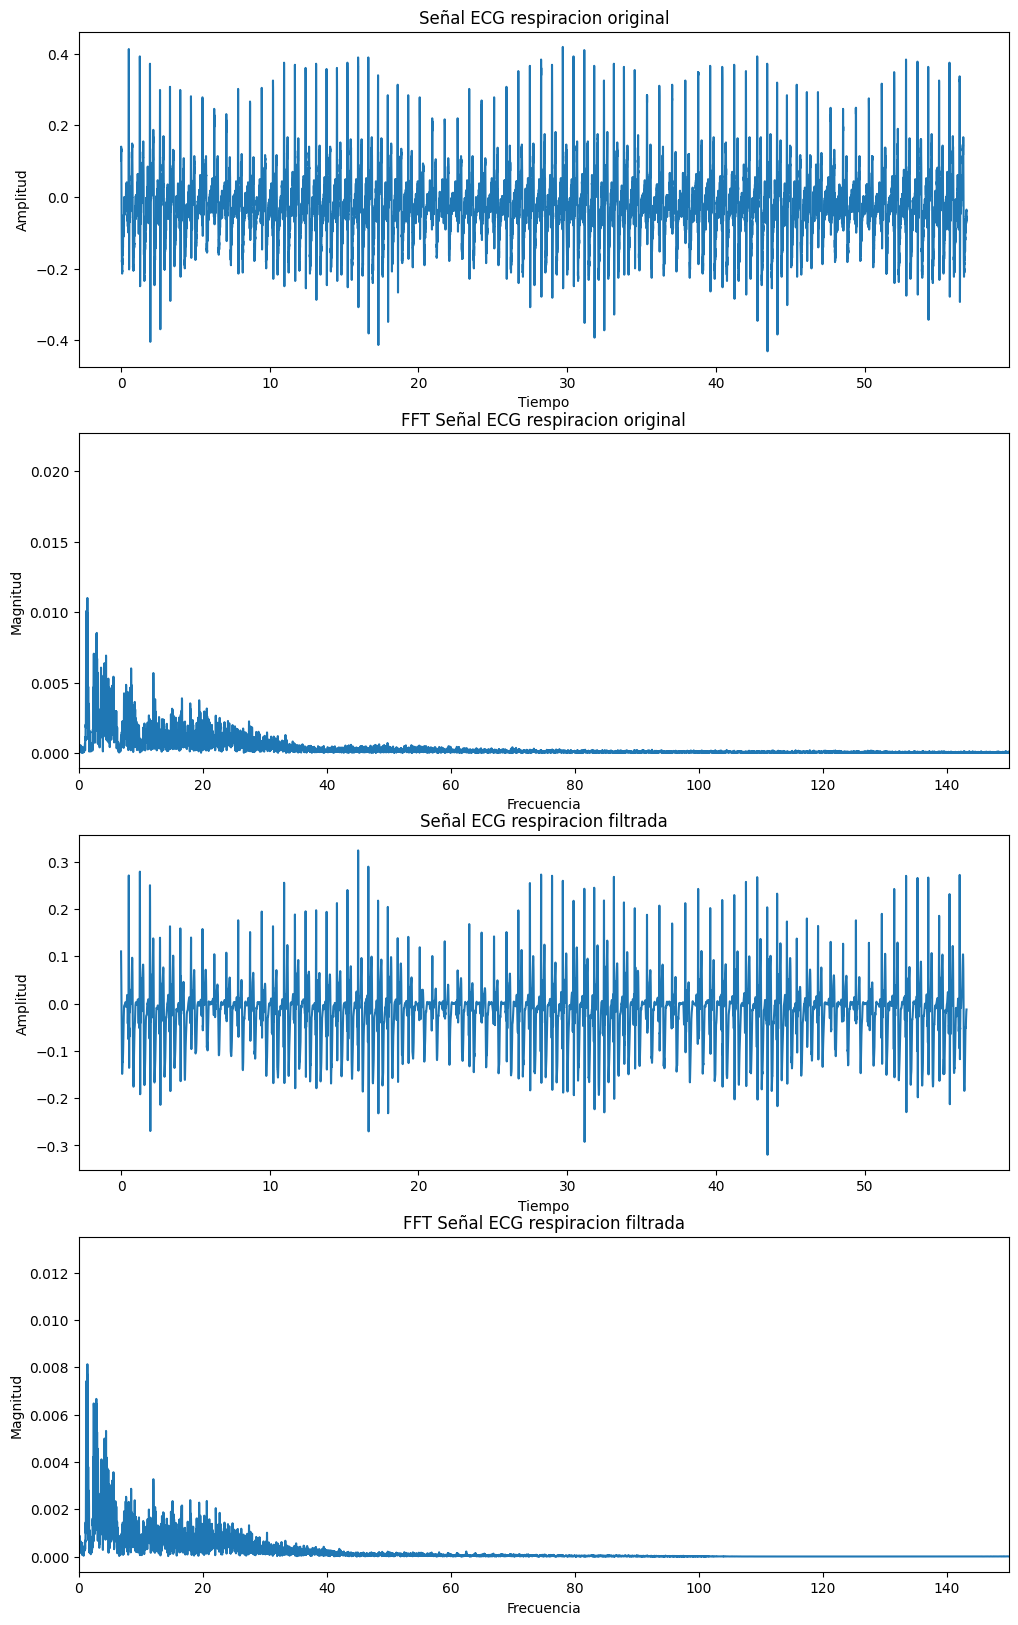 Señal ECG respiracion original
Amplitud
0.4
0.2
0.0
−0.2
−0.4
0 10 20 30 40 50
Tiempo
FFT Señal ECG respiracion original
Magnitud
0.020
0.015
0.010
0.005
0.000
0 20 40 60 80 100 120 140
Frecuencia
Señal ECG respiracion filtrada
Amplitud
0.3
0.2
0.1
0.0
−0.1
−0.2
−0.3
0 10 20 30 40 50
Tiempo
FFT Señal ECG respiracion filtrada
Magnitud
0.012
0.010
0.008
0.006
0.004
0.002
0.000
0 20 40 60 80 100 120 140
Frecuencia